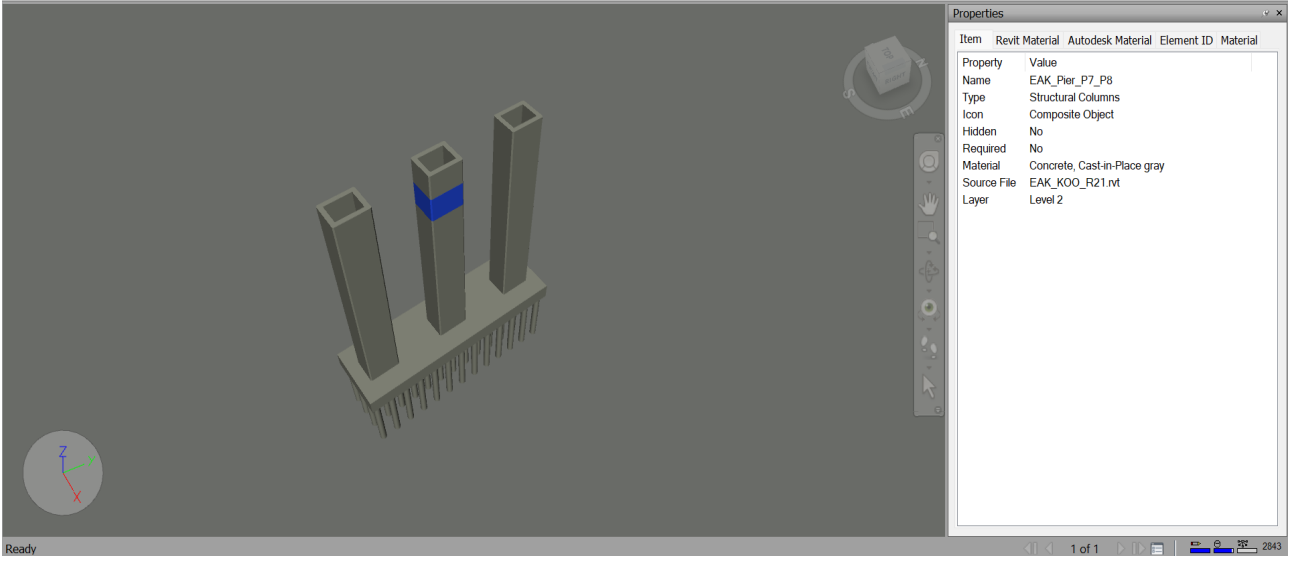 Properties
Item Revit Material Autodesk Material Element ID Material
Property Value
Name EAK_Pier_P7_P8
Type Structural Columns
Icon Composite Object
Hidden No
Required No
Material Concrete, Cast-in-Place gray
Source File EAK_KOO_R21.rvt
Layer Level 2
N
S
E
Z
X
Ready
1 of 1
2843